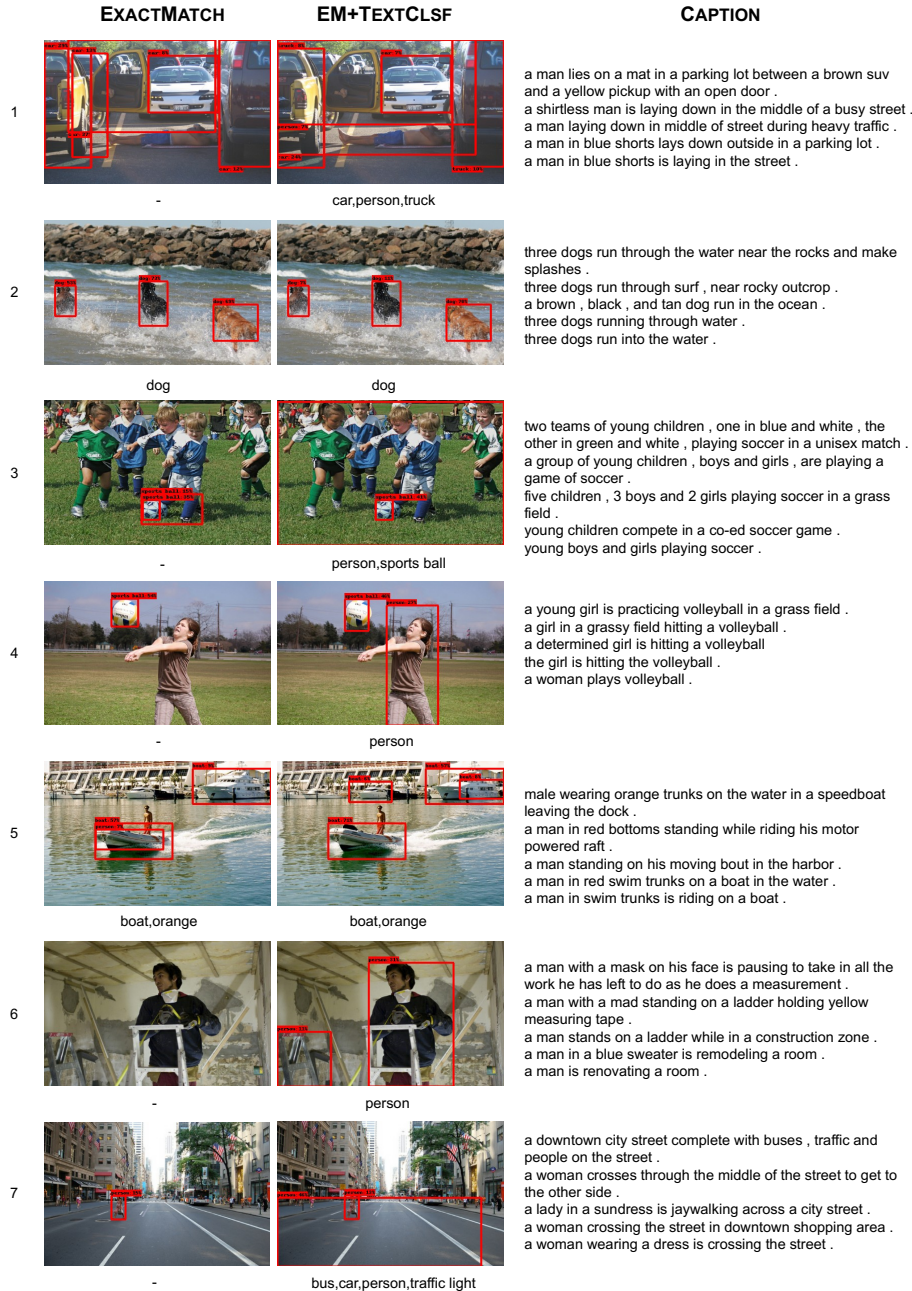 EXACTMATCH EM+TEXTCLSF CAPTION
1
a man lies on a mat in a parking lot between a brown suv
and a yellow pickup with an open door .
a shirtless man is laying down in the middle of a busy street .
a man laying down in middle of street during heavy traffic .
a man in blue shorts lays down outside in a parking lot .
a man in blue shorts is laying in the street .
- car,person,truck
2
three dogs run through the water near the rocks and make
splashes .
three dogs run through surf , near rocky outcrop .
a brown , black , and tan dog run in the ocean .
three dogs running through water .
three dogs run into the water .
dog dog
3
two teams of young children , one in blue and white , the
other in green and white , playing soccer in a unisex match .
a group of young children , boys and girls , are playing a
game of soccer .
five children , 3 boys and 2 girls playing soccer in a grass
field .
young children compete in a co-ed soccer game .
young boys and girls playing soccer .
- person,sports ball
4
a young girl is practicing volleyball in a grass field .
a girl in a grassy field hitting a volleyball .
a determined girl is hitting a volleyball
the girl is hitting the volleyball .
a woman plays volleyball .
- person
5
male wearing orange trunks on the water in a speedboat
leaving the dock .
a man in red bottoms standing while riding his motor
powered raft .
a man standing on his moving bout in the harbor .
a man in red swim trunks on a boat in the water .
a man in swim trunks is riding on a boat .
boat,orange boat,orange
6
a man with a mask on his face is pausing to take in all the
work he has left to do as he does a measurement .
a man with a mad standing on a ladder holding yellow
measuring tape .
a man stands on a ladder while in a construction zone .
a man in a blue sweater is remodeling a room .
a man is renovating a room .
- person
7
a downtown city street complete with buses , traffic and
people on the street .
a woman crosses through the middle of the street to get to
the other side .
a lady in a sundress is jaywalking across a city street .
a woman crossing the street in downtown shopping area .
a woman wearing a dress is crossing the street .
- bus,car,person,traffic light